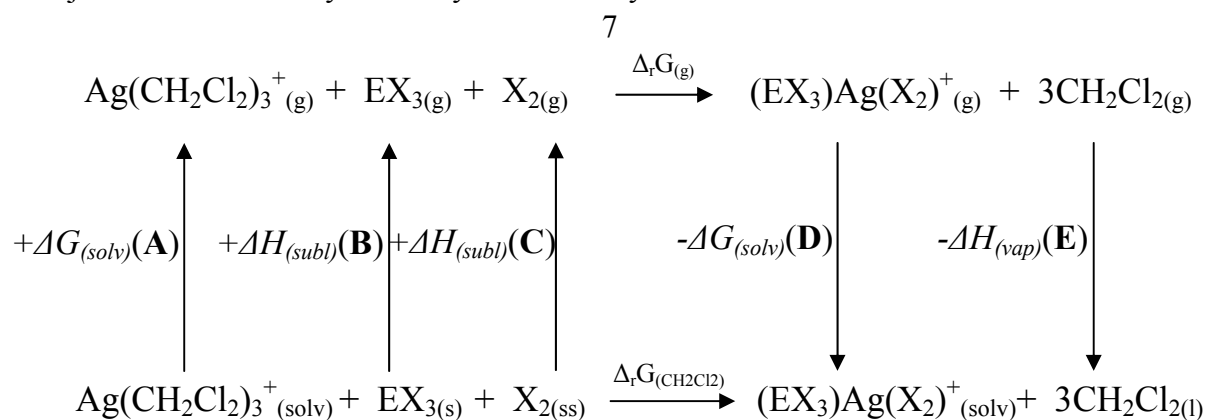 7
Ag(CH₂Cl₂)₃⁺(g) + EX₃(g) + X₂(g) ΔᵣG(g) (EX₃)Ag(X₂)⁺(g) + 3CH₂Cl₂(g)
+ΔG(solv)(A) +ΔH(subl)(B) +ΔH(subl)(C) -ΔG(solv)(D) -ΔH(vap)(E)
Ag(CH₂Cl₂)₃⁺(solv) + EX₃(s) + X₂(ss) ΔᵣG(CH2Cl2) (EX₃)Ag(X₂)⁺(solv) + 3CH₂Cl₂(l)